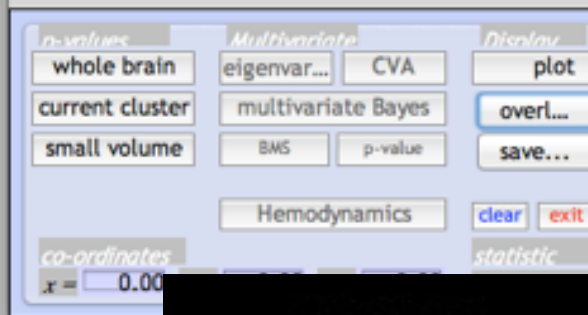 p-values Multivariate Display
whole brain eigenvar... CVA plot
current cluster multivariate Bayes overl...
small volume BMS p-value save...
Hemodynamics clear exit
co-ordinates statistic
x = 0.00